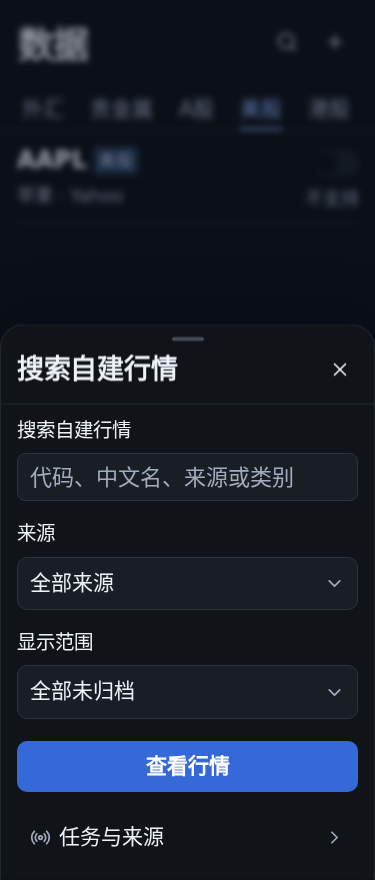 数据
外汇 贵金属 A股 美股 港股
AAPL 美股
苹果 · Yahoo 不支持
搜索自建行情
搜索自建行情
代码、中文名、来源或类别
来源
全部来源
显示范围
全部未归档
查看行情
任务与来源